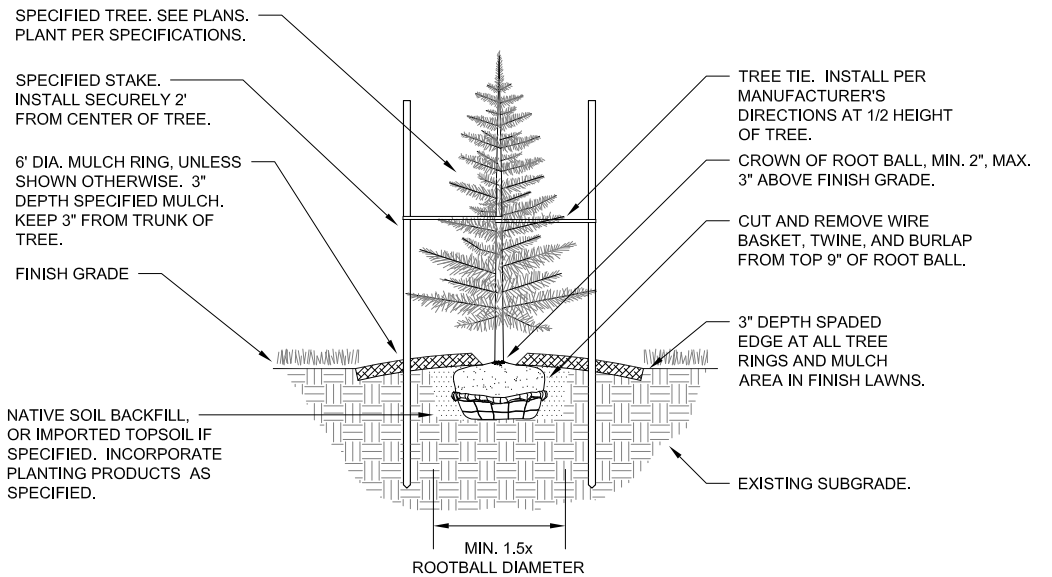 SPECIFIED TREE. SEE PLANS.
PLANT PER SPECIFICATIONS.
SPECIFIED STAKE.
INSTALL SECURELY 2'
FROM CENTER OF TREE.
6' DIA. MULCH RING, UNLESS
SHOWN OTHERWISE. 3"
DEPTH SPECIFIED MULCH.
KEEP 3" FROM TRUNK OF
TREE.
FINISH GRADE
NATIVE SOIL BACKFILL,
OR IMPORTED TOPSOIL IF
SPECIFIED. INCORPORATE
PLANTING PRODUCTS AS
SPECIFIED.
TREE TIE. INSTALL PER
MANUFACTURER'S
DIRECTIONS AT 1/2 HEIGHT
OF TREE.
CROWN OF ROOT BALL, MIN. 2", MAX.
3" ABOVE FINISH GRADE.
CUT AND REMOVE WIRE
BASKET, TWINE, AND BURLAP
FROM TOP 9" OF ROOT BALL.
3" DEPTH SPADED
EDGE AT ALL TREE
RINGS AND MULCH
AREA IN FINISH LAWNS.
EXISTING SUBGRADE.
MIN. 1.5x
ROOTBALL DIAMETER